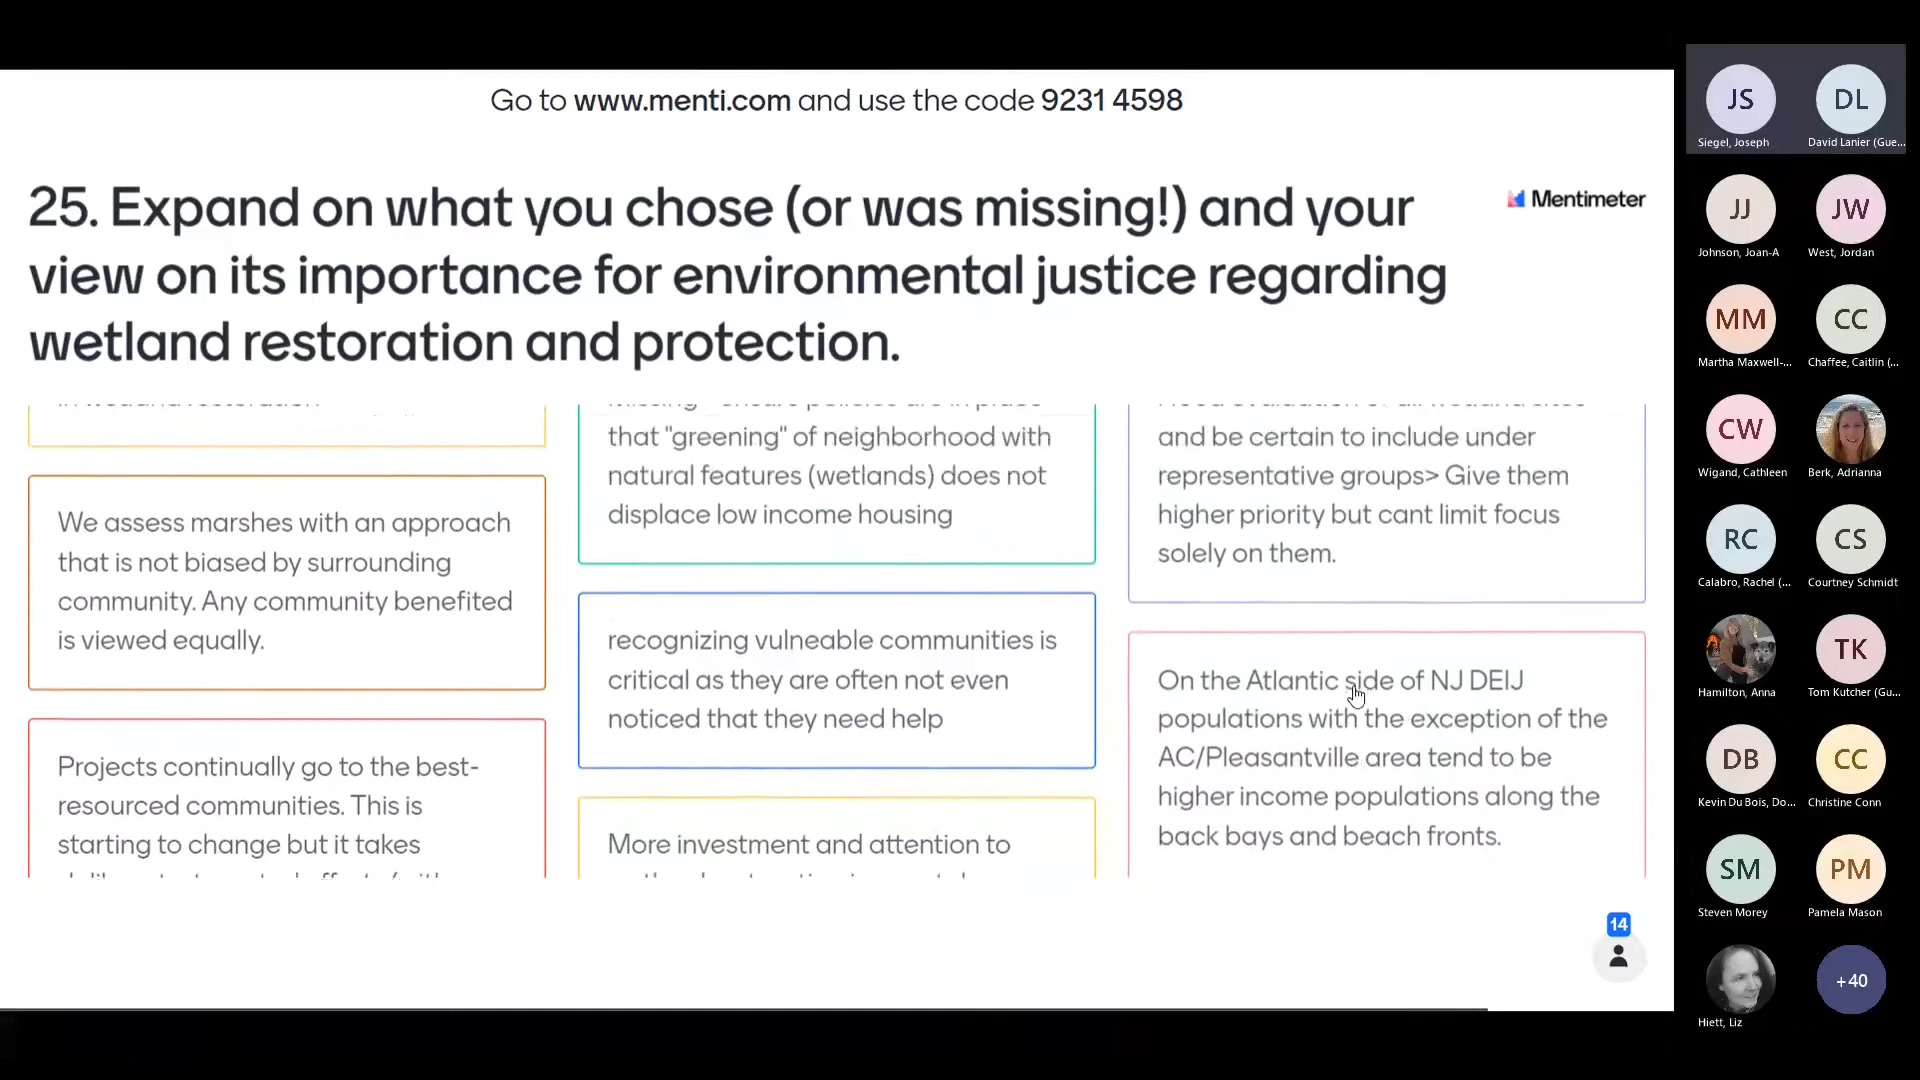 Go to www.menti.com and use the code 9231 4598
25. Expand on what you chose (or was missing!) and your
view on its importance for environmental justice regarding
wetland restoration and protection.
Mentimeter
We assess marshes with an approach
that is not biased by surrounding
community. Any community benefited
is viewed equally.
Projects continually go to the best-
resourced communities. This is
starting to change but it takes
that "greening" of neighborhood with
natural features (wetlands) does not
displace low income housing
recognizing vulneable communities is
critical as they are often not even
noticed that they need help
More investment and attention to
and be certain to include under
representative groups> Give them
higher priority but cant limit focus
solely on them.
On the Atlantic side of NJ DEIJ
populations with the exception of the
AC/Pleasantville area tend to be
higher income populations along the
back bays and beach fronts.
14
JS
Siegel, Joseph
DL
David Lanier (Gue...
JJ
Johnson, Joan-A
JW
West, Jordan
MM
Martha Maxwell-...
CC
Chaffee, Caitlin (...
CW
Wigand, Cathleen
Berk, Adrianna
RC
Calabro, Rachel (...
CS
Courtney Schmidt
Hamilton, Anna
TK
Tom Kutcher (Gu...
DB
Kevin Du Bois, Do...
CC
Christine Conn
SM
Steven Morey
PM
Pamela Mason
Hiett, Liz
+40